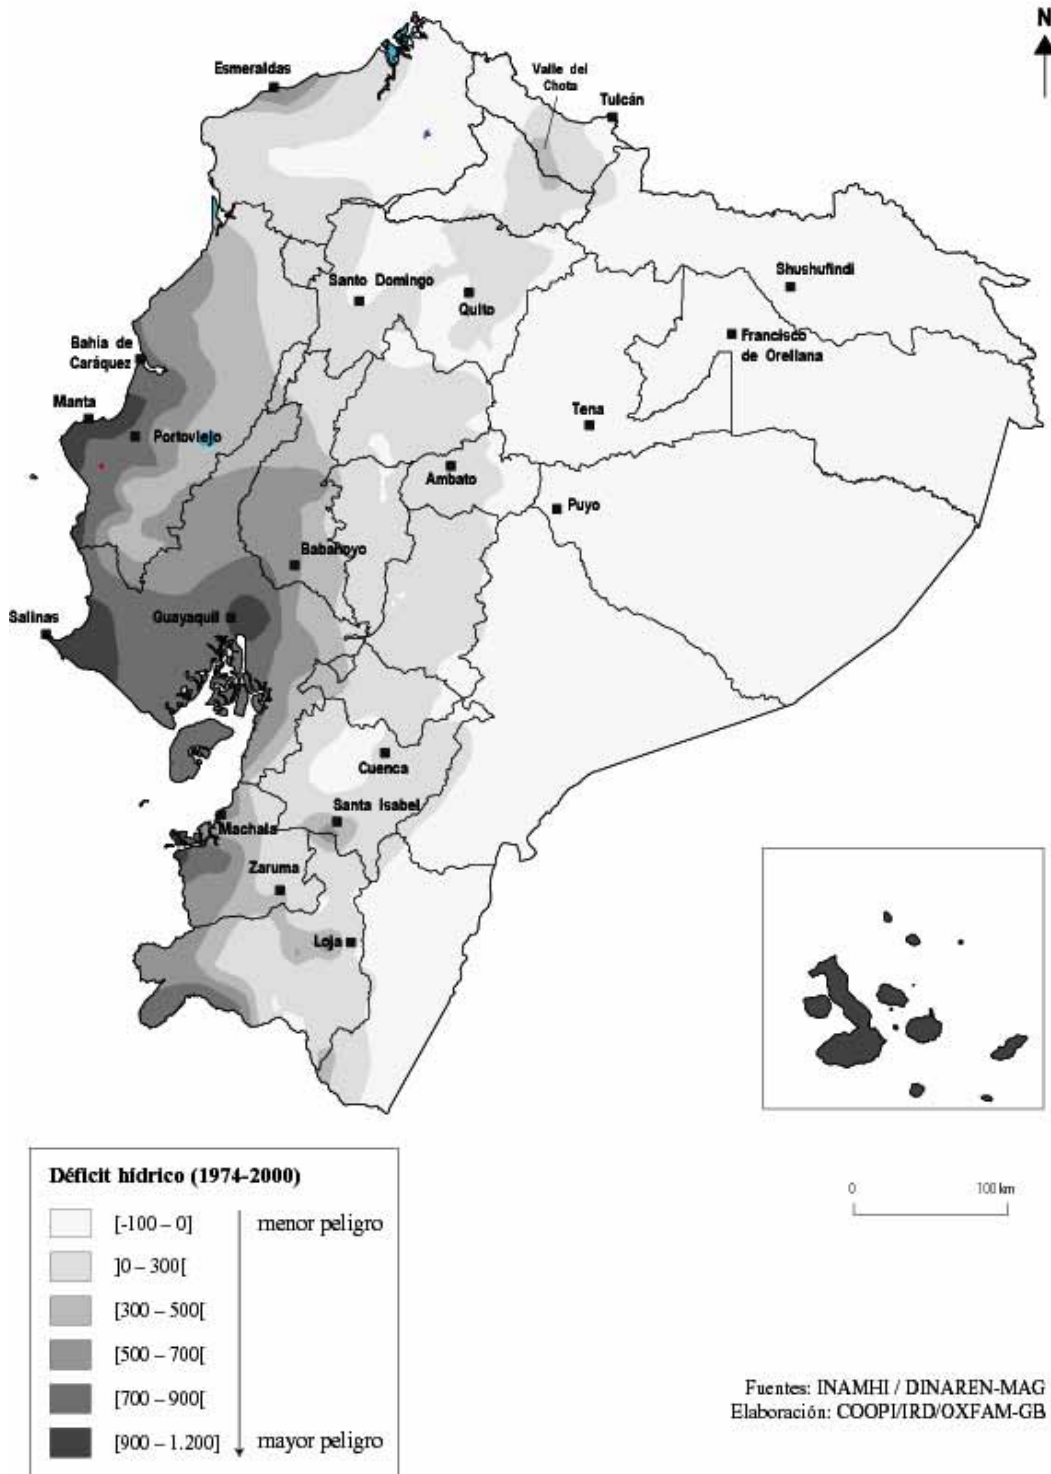 N
Esmeraldas
Valle del
Chota
Tulcán
Shushufindi
Santo Domingo
Quito
Bahía de
Caráquez
Francisco
de Orellana
Manta
Tena
Portoviejo
Ambato
Puyo
Babahoyo
Salinas
Guayaquil
Cuenca
Santa Isabel
Machala
Zaruma
Loja
Déficit hídrico (1974-2000)
[-100 – 0]
menor peligro
]0 – 300[
[300 – 500[
[500 – 700[
[700 – 900[
[900 – 1.200]
mayor peligro
0 100 km
Fuentes: INAMHI / DINAREN-MAG
Elaboración: COOPI/IRD/OXFAM-GB